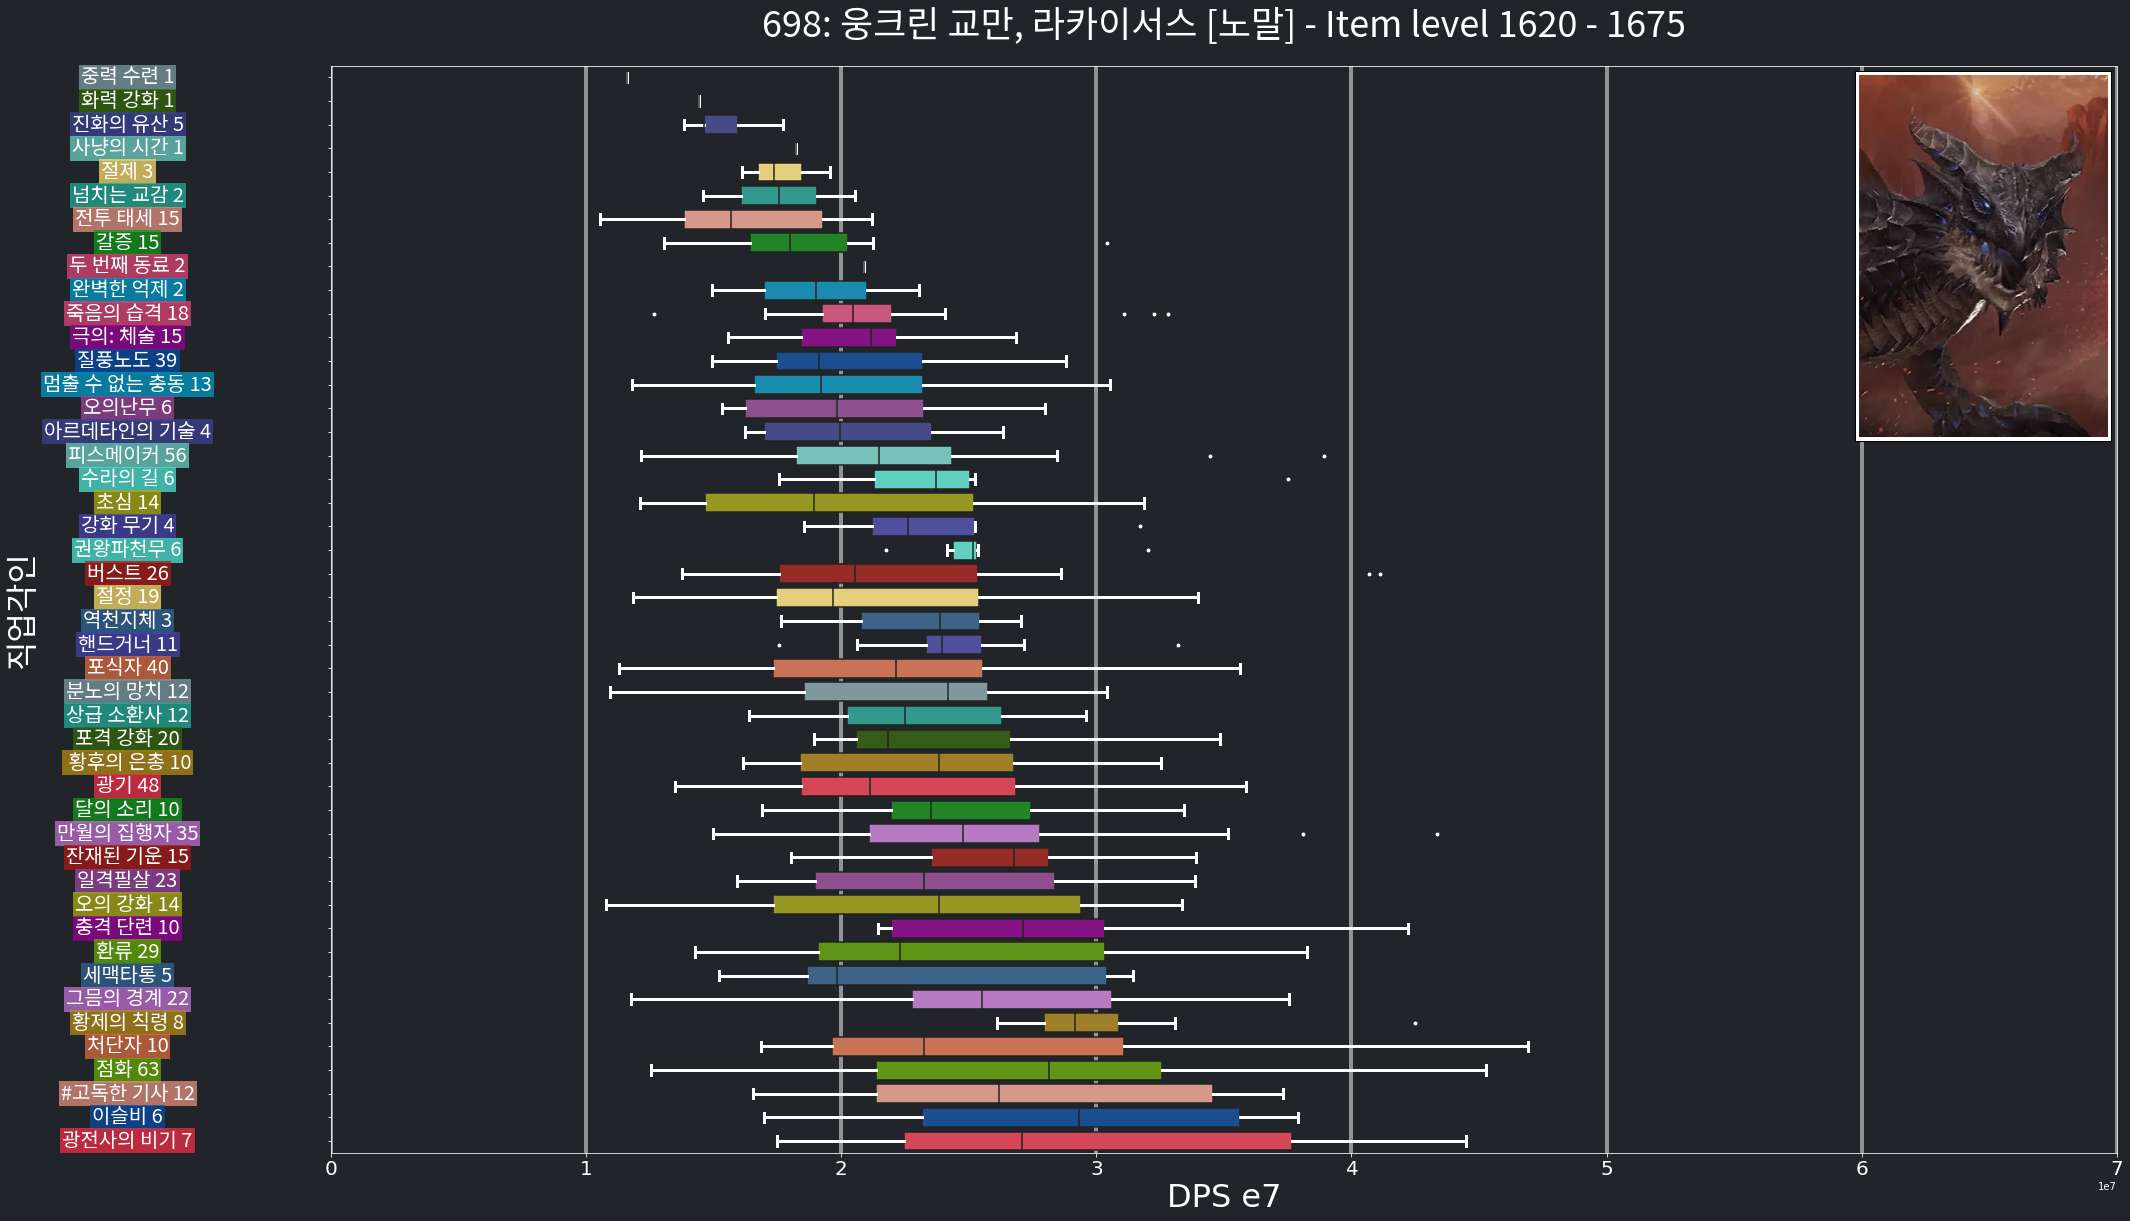 698: 웅크린 교만, 라카이서스 [노말] - Item level 1620 - 1675
중력 수련 1
화력 강화 1
진화의 유산 5
사냥의 시간 1
절제 3
넘치는 교감 2
전투 태세 15
갈증 15
두 번째 동료 2
완벽한 억제 2
죽음의 습격 18
극의: 체술 15
질풍노도 39
멈출 수 없는 충동 13
오의난무 6
아르데타인의 기술 4
피스메이커 56
수라의 길 6
초심 14
강화 무기 4
권왕파천무 6
버스트 26
절정 19
역천지체 3
핸드거너 11
포식자 40
분노의 망치 12
상급 소환사 12
포격 강화 20
황후의 은총 10
광기 48
달의 소리 10
만월의 집행자 35
잔재된 기운 15
일격필살 23
오의 강화 14
충격 단련 10
환류 29
세맥타통 5
그믐의 경계 22
황제의 칙령 8
처단자 10
점화 63
#고독한 기사 12
이슬비 6
광전사의 비기 7
직업각인
0 1 2 3 4 5 6 7
1e7
DPS e7